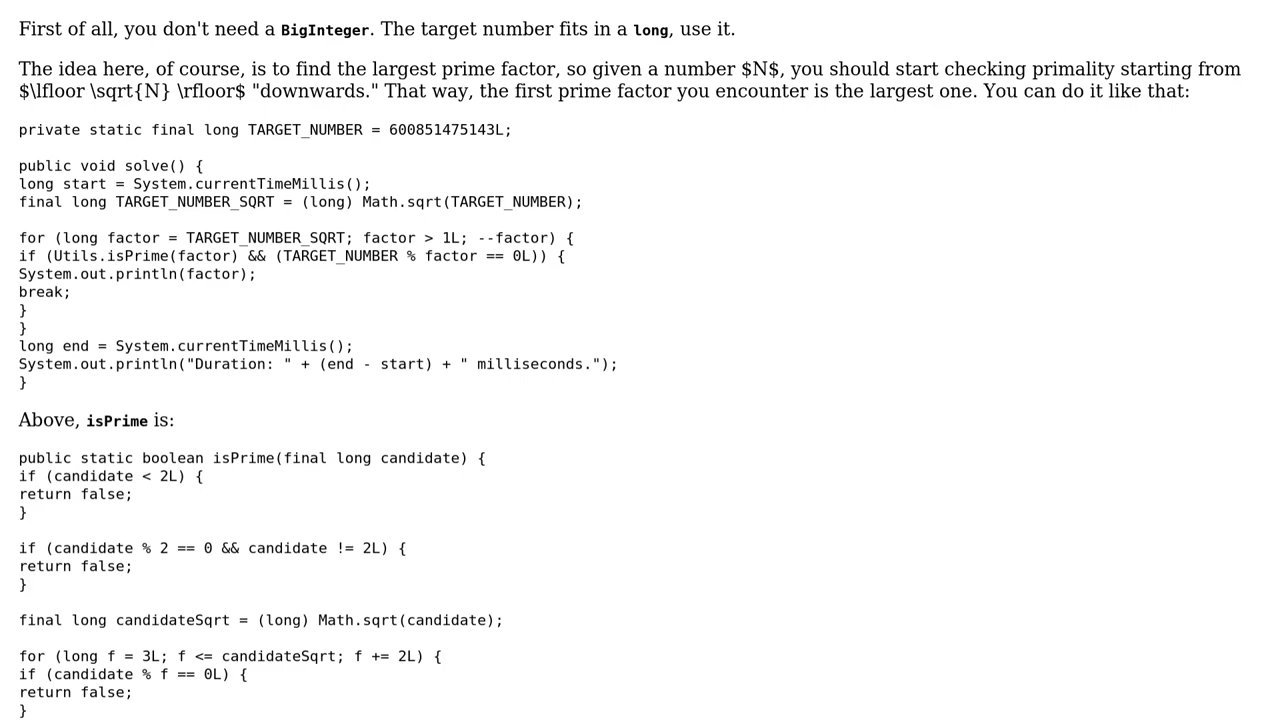 First of all, you don't need a BigInteger. The target number fits in a long, use it.
The idea here, of course, is to find the largest prime factor, so given a number $N$, you should start checking primality starting from
$\lfloor \sqrt{N} \rfloor$ "downwards." That way, the first prime factor you encounter is the largest one. You can do it like that:
private static final long TARGET_NUMBER = 600851475143L;
public void solve() {
long start = System.currentTimeMillis();
final long TARGET_NUMBER_SQRT = (long) Math.sqrt(TARGET_NUMBER);
for (long factor = TARGET_NUMBER_SQRT; factor > 1L; --factor) {
if (Utils.isPrime(factor) && (TARGET_NUMBER % factor == 0L)) {
System.out.println(factor);
break;
}
}
long end = System.currentTimeMillis();
System.out.println("Duration: " + (end - start) + " milliseconds.");
}
Above, isPrime is:
public static boolean isPrime(final long candidate) {
if (candidate < 2L) {
return false;
}
if (candidate % 2 == 0 && candidate != 2L) {
return false;
}
final long candidateSqrt = (long) Math.sqrt(candidate);
for (long f = 3L; f <= candidateSqrt; f += 2L) {
if (candidate % f == 0L) {
return false;
}